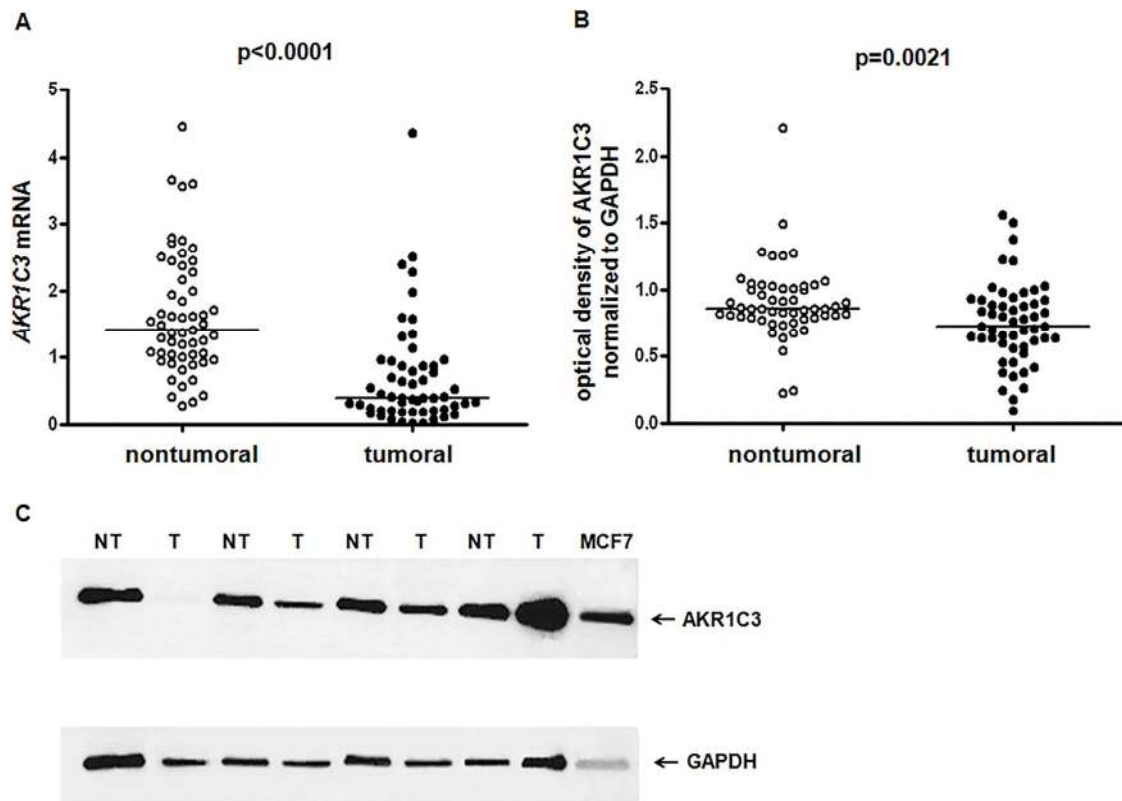 A
p<0.0001
AKR1C3 mRNA
5
4
3
2
1
0
nontumoral tumoral
B
p=0.0021
optical density of AKR1C3
normalized to GAPDH
2.5
2.0
1.5
1.0
0.5
0.0
nontumoral tumoral
C
NT T NT T NT T NT T MCF7
← AKR1C3
← GAPDH